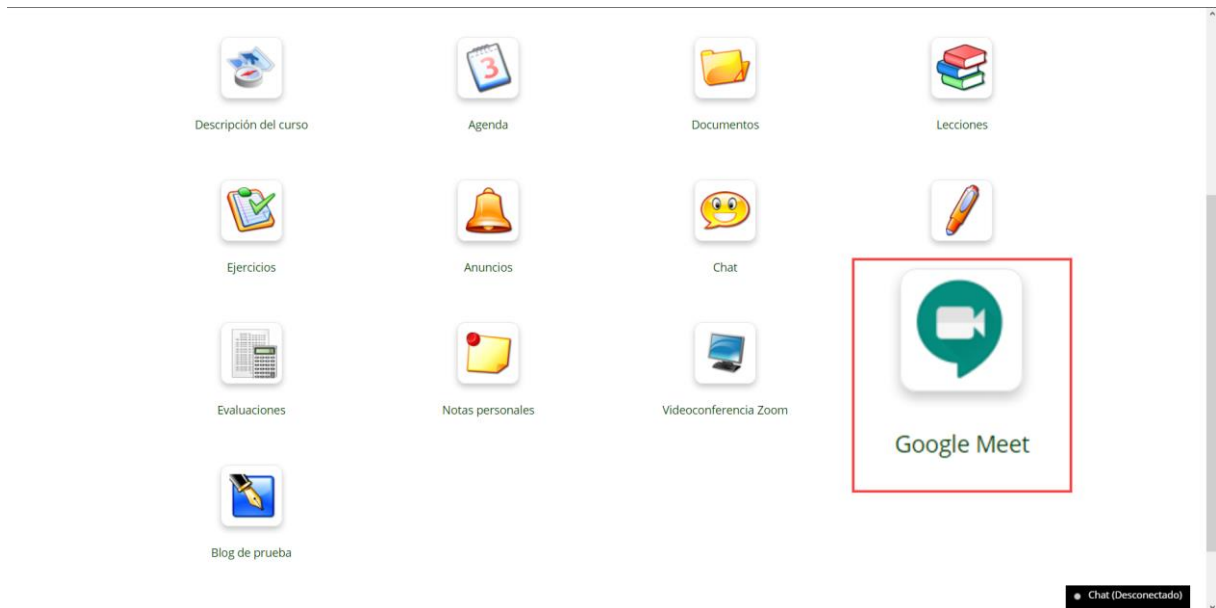 Descripción del curso
Agenda
3
Documentos
Lecciones
Ejercicios
Anuncios
Chat
Evaluaciones
Notas personales
Videoconferencia Zoom
Google Meet
Blog de prueba
Chat (Desconectado)